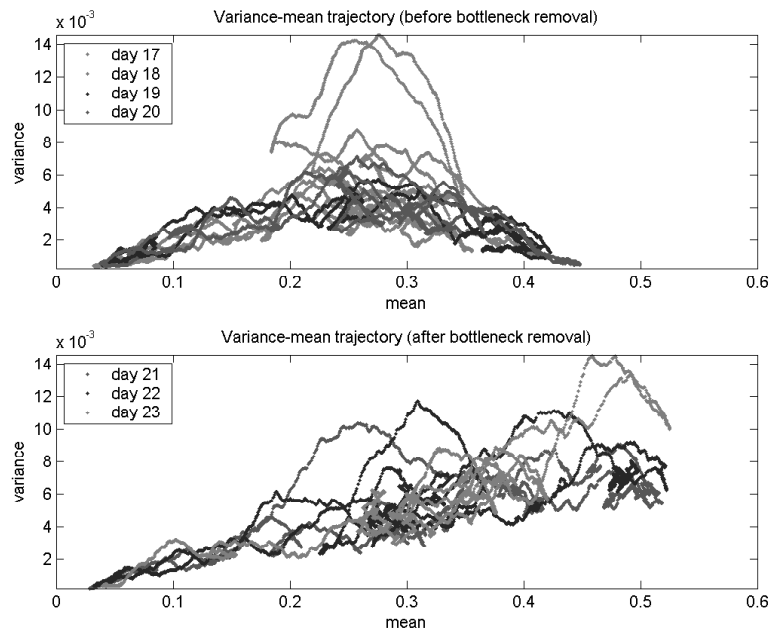 Variance-mean trajectory (before bottleneck removal)
x 10-3
14
12
10
8
6
4
2
variance
day 17
day 18
day 19
day 20
0 0.1 0.2 0.3 0.4 0.5 0.6
mean
Variance-mean trajectory (after bottleneck removal)
x 10-3
14
12
10
8
6
4
2
variance
day 21
day 22
day 23
0 0.1 0.2 0.3 0.4 0.5 0.6
mean